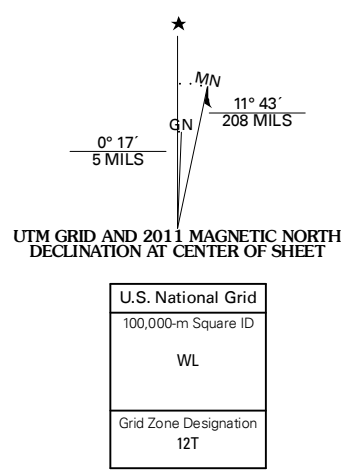 MN
11° 43´
208 MILS
GN
0° 17´
5 MILS
UTM GRID AND 2011 MAGNETIC NORTH
DECLINATION AT CENTER OF SHEET
U.S. National Grid
100,000-m Square ID
WL
Grid Zone Designation
12T